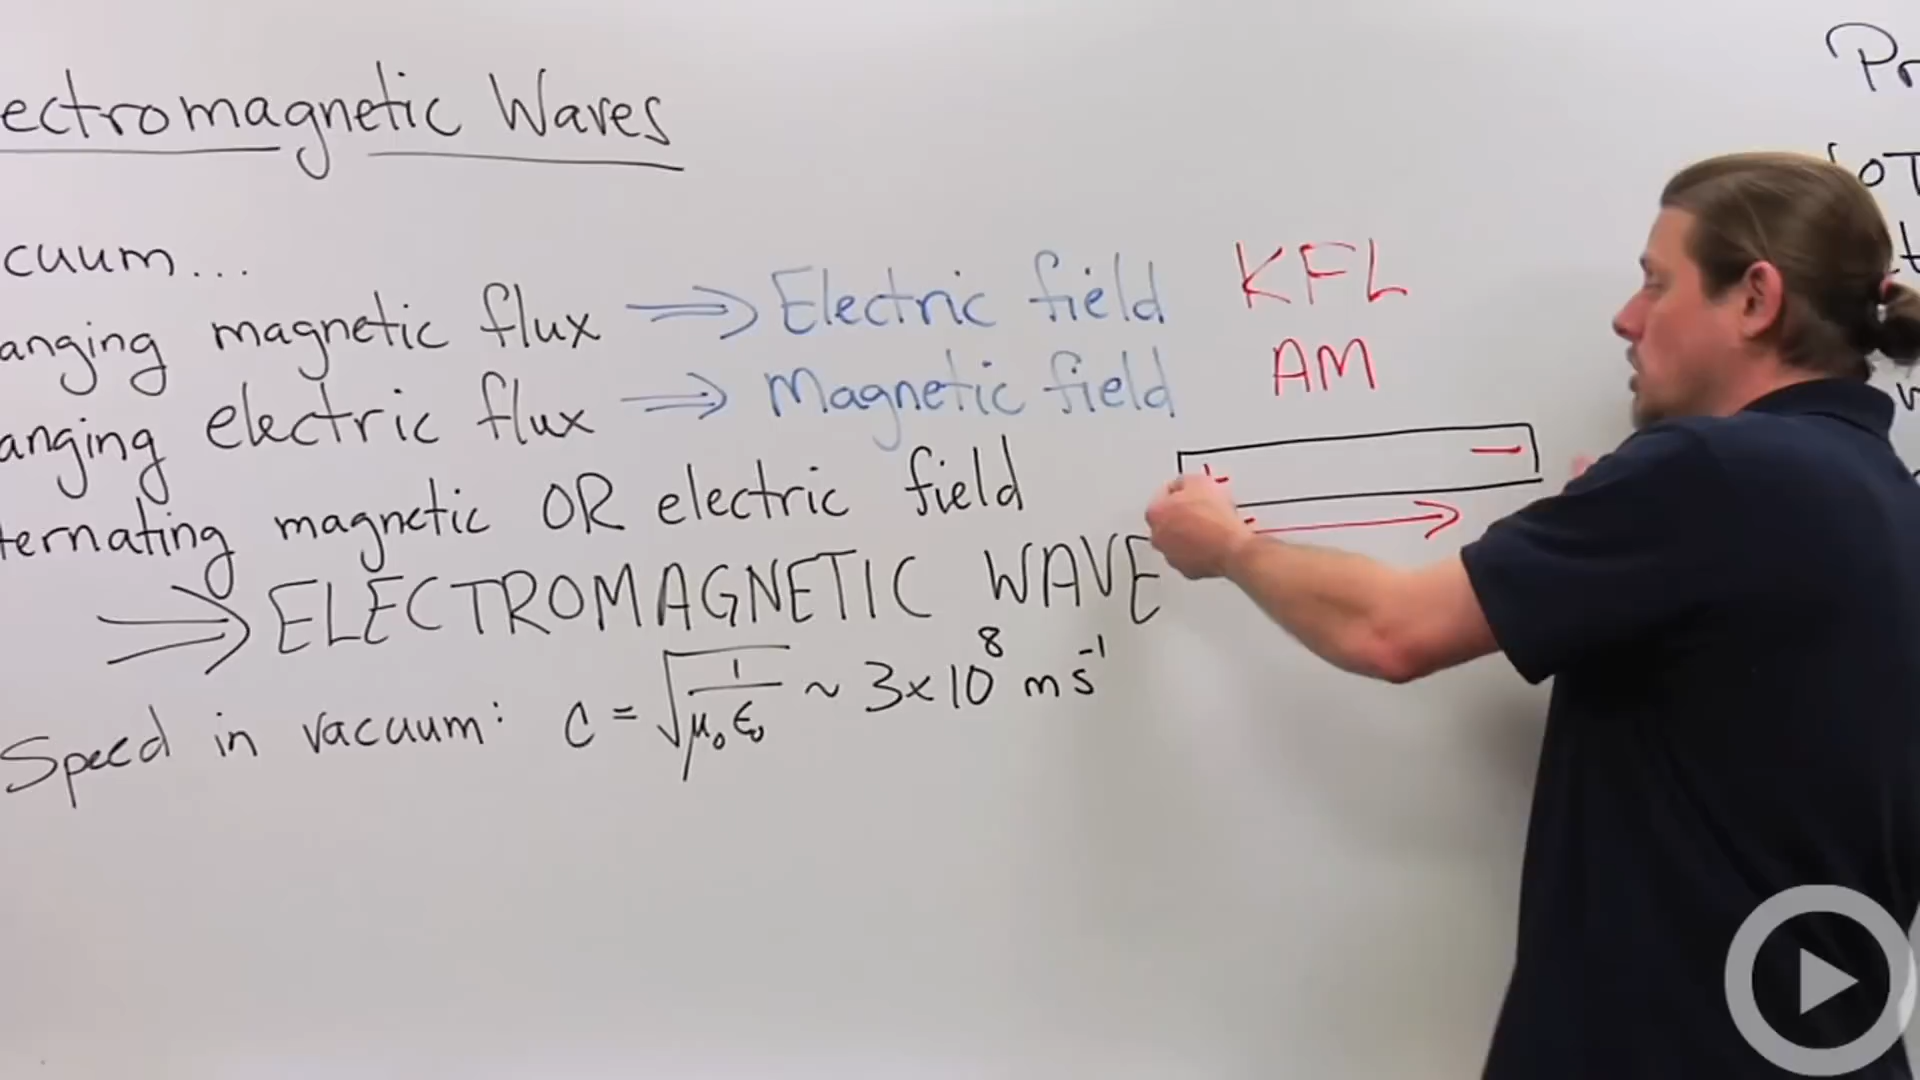 ectromagnetic Waves
cuum...
anging magnetic flux ⇒ Electric field KFL
anging electric flux ⇒ Magnetic field AM
+ −
ternating magnetic OR electric field
⇒ ELECTROMAGNETIC WAVE
Speed in vacuum: c = √(1/μ₀ε₀) ~ 3×10⁸ m s⁻¹
Pr